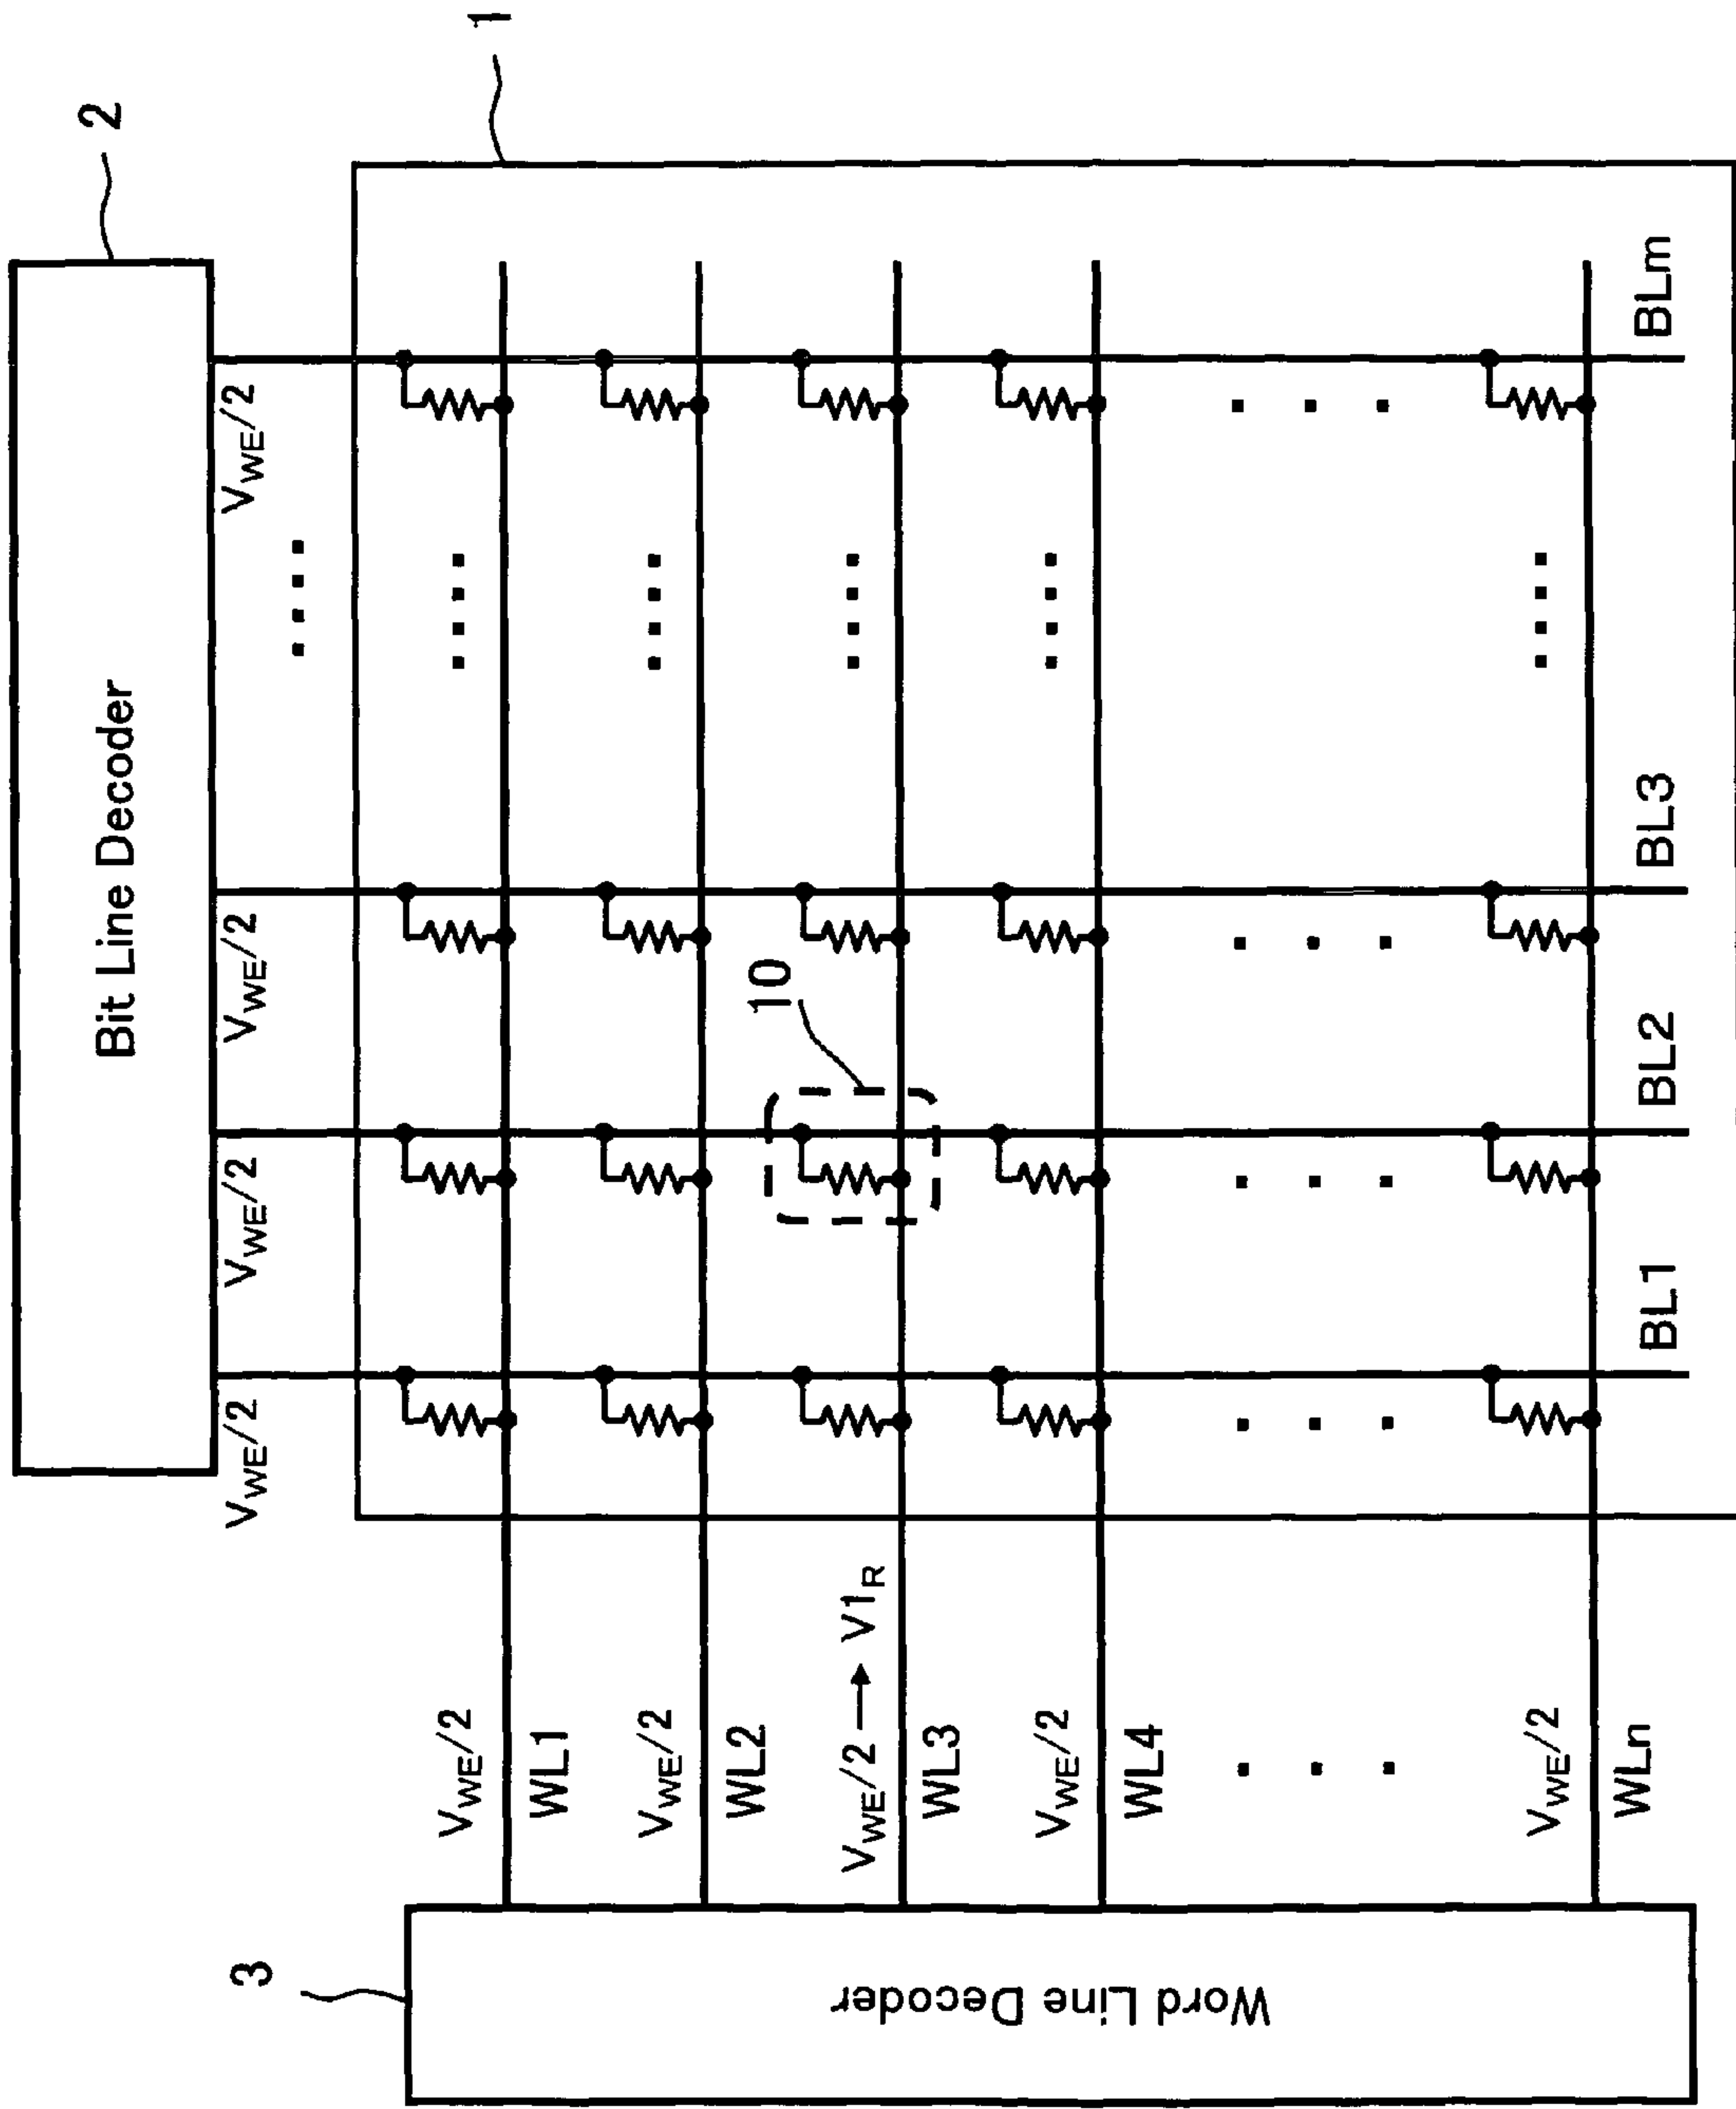 2
Bit Line Decoder
1
V_WE/2
V_WE/2
V_WE/2
V_WE/2
3
V_WE/2
WL1
V_WE/2
WL2
10
V_WE/2 → V1_R
WL3
V_WE/2
WL4
V_WE/2
WLn
Word Line Decoder
BL1
BL2
BL3
BLm